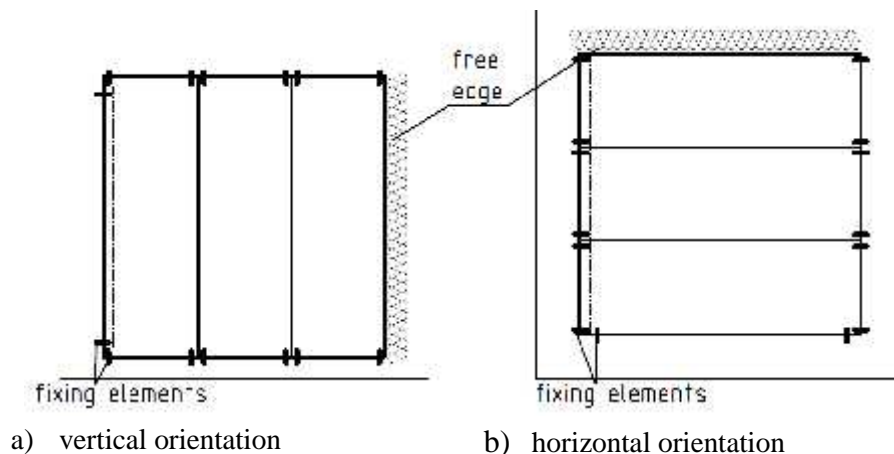 free
ecge
fixing elements
fixing elements
a) vertical orientation
b) horizontal orientation